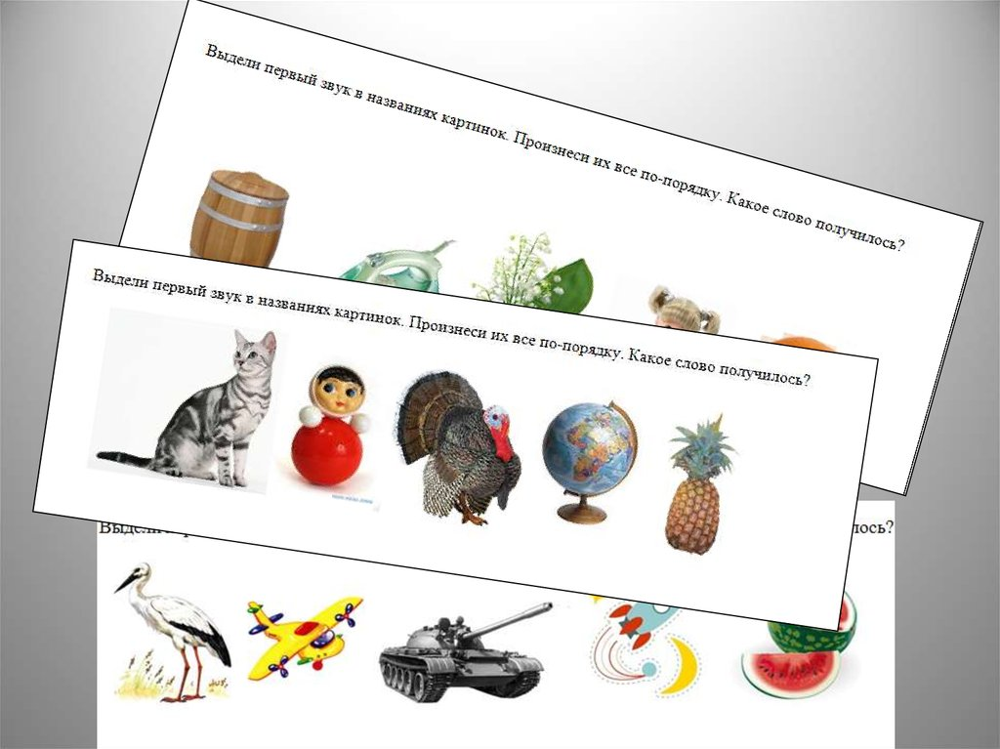 Выдели первый звук в названиях картинок. Произнеси их все по-порядку. Какое слово получилось?
Выдели первый звук в названиях картинок. Произнеси их все по-порядку. Какое слово получилось?